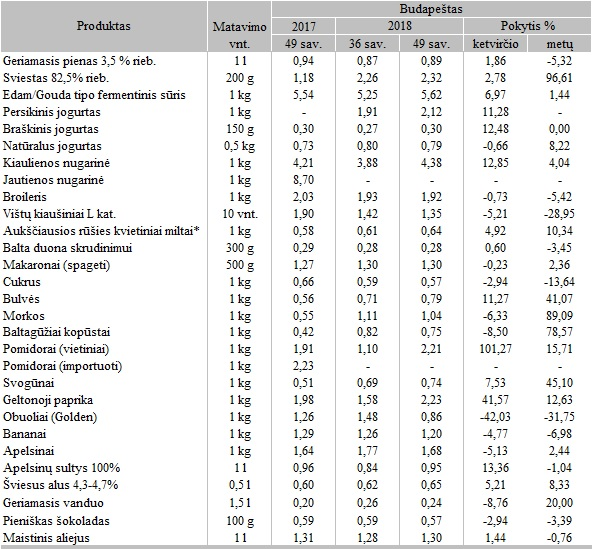 Produktas Matavimo vnt. Budapeštas
2017 2018 Pokytis %
49 sav. 36 sav. 49 sav. ketvirčio metų
Geriamasis pienas 3,5 % rieb. 1 l 0,94 0,87 0,89 1,86 -5,32
Sviestas 82,5% rieb. 200 g 1,18 2,26 2,32 2,78 96,61
Edam/Gouda tipo fermentinis sūris 1 kg 5,54 5,25 5,62 6,97 1,44
Persikinis jogurtas 1 kg - 1,91 2,12 11,28 -
Braškinis jogurtas 150 g 0,30 0,27 0,30 12,48 0,00
Natūralus jogurtas 0,5 kg 0,73 0,80 0,79 -0,66 8,22
Kiaulienos nugarinė 1 kg 4,21 3,88 4,38 12,85 4,04
Jautienos nugarinė 1 kg 8,70 - - - -
Broileris 1 kg 2,03 1,93 1,92 -0,73 -5,42
Vištų kiaušiniai L kat. 10 vnt. 1,90 1,42 1,35 -5,21 -28,95
Aukščiausios rūšies kvietiniai miltai* 1 kg 0,58 0,61 0,64 4,92 10,34
Balta duona skrudinimui 300 g 0,29 0,28 0,28 0,60 -3,45
Makaronai (spageti) 500 g 1,27 1,30 1,30 -0,23 2,36
Cukrus 1 kg 0,66 0,59 0,57 -2,94 -13,64
Bulvės 1 kg 0,56 0,71 0,79 11,27 41,07
Morkos 1 kg 0,55 1,11 1,04 -6,33 89,09
Baltagūžiai kopūstai 1 kg 0,42 0,82 0,75 -8,50 78,57
Pomidorai (vietiniai) 1 kg 1,91 1,10 2,21 101,27 15,71
Pomidorai (importuoti) 1 kg 2,23 - - - -
Svogūnai 1 kg 0,51 0,69 0,74 7,53 45,10
Geltonoji paprika 1 kg 1,98 1,58 2,23 41,57 12,63
Obuoliai (Golden) 1 kg 1,26 1,48 0,86 -42,03 -31,75
Bananai 1 kg 1,29 1,26 1,20 -4,77 -6,98
Apelsinai 1 kg 1,64 1,77 1,68 -5,13 2,44
Apelsinų sultys 100% 1 l 0,96 0,84 0,95 13,36 -1,04
Šviesus alus 4,3-4,7% 0,5 l 0,60 0,62 0,65 5,21 8,33
Geriamasis vanduo 1,5 l 0,20 0,26 0,24 -8,76 20,00
Pieniškas šokoladas 100 g 0,59 0,59 0,57 -2,94 -3,39
Maistinis aliejus 1 l 1,31 1,28 1,30 1,44 -0,76